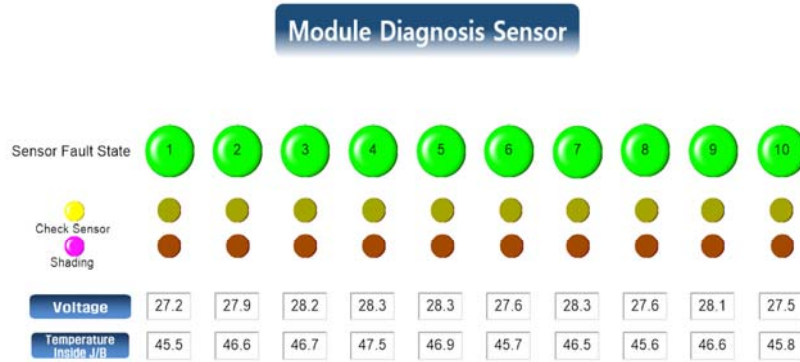 Module Diagnosis Sensor
Sensor Fault State 1 2 3 4 5 6 7 8 9 10
Check Sensor
Shading
Voltage 27.2 27.9 28.2 28.3 28.3 27.6 28.3 27.6 28.1 27.5
Temperature
Inside J/B 45.5 46.6 46.7 47.5 46.9 45.7 46.5 45.6 46.6 45.8